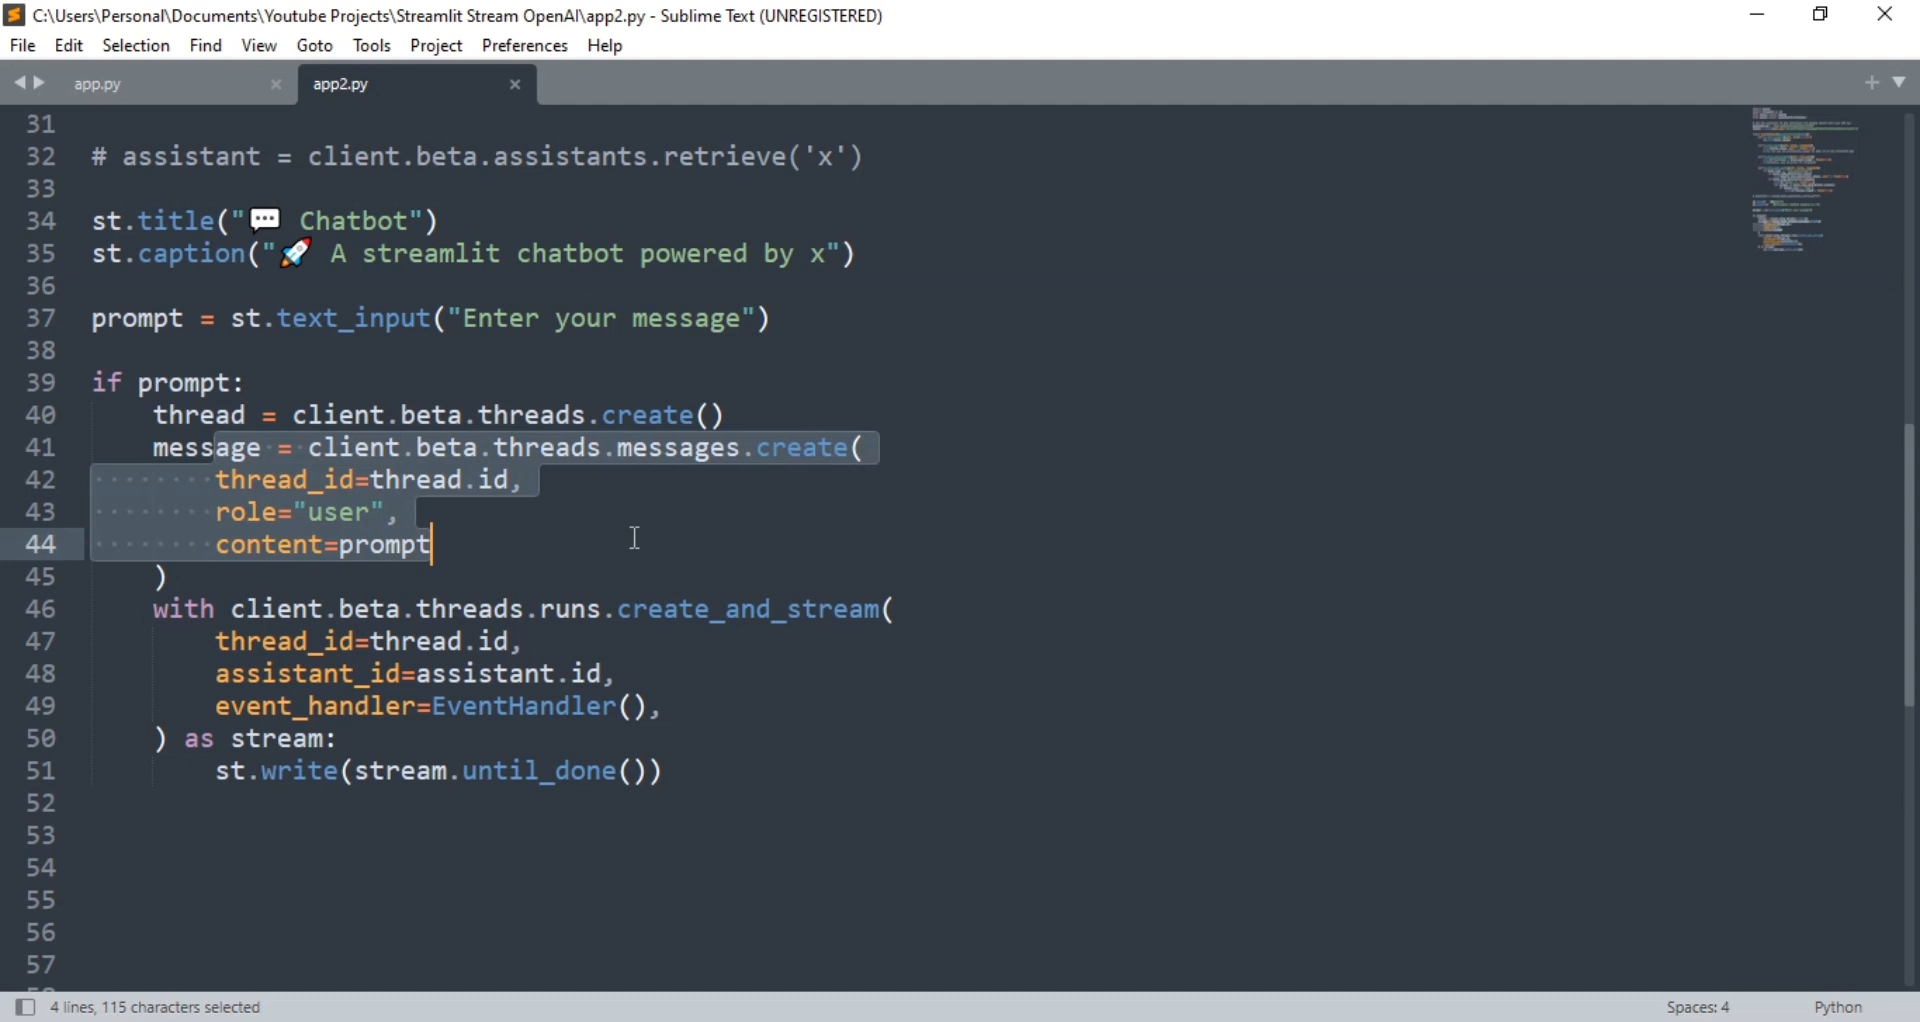 C:\Users\Personal\Documents\Youtube Projects\Streamlit Stream OpenAI\app2.py - Sublime Text (UNREGISTERED)
File Edit Selection Find View Goto Tools Project Preferences Help
app.py app2.py
31
32 # assistant = client.beta.assistants.retrieve('x')
33
34 st.title("💬 Chatbot")
35 st.caption("🚀 A streamlit chatbot powered by x")
36
37 prompt = st.text_input("Enter your message")
38
39 if prompt:
40 thread = client.beta.threads.create()
41 message = client.beta.threads.messages.create(
42 thread_id=thread.id,
43 role="user",
44 content=prompt
45 )
46 with client.beta.threads.runs.create_and_stream(
47 thread_id=thread.id,
48 assistant_id=assistant.id,
49 event_handler=EventHandler(),
50 ) as stream:
51 st.write(stream.until_done())
52
53
54
55
56
57
4 lines, 115 characters selected Spaces: 4 Python